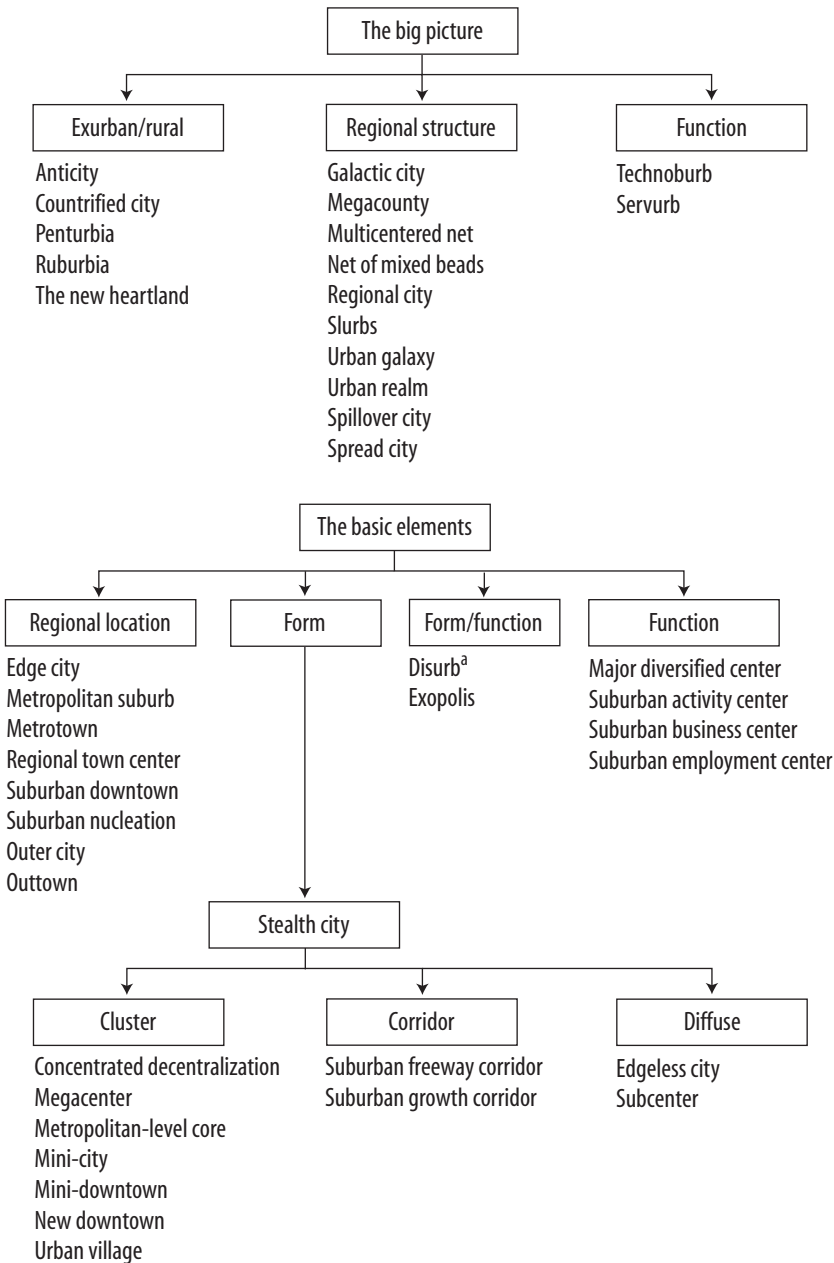 The big picture
Exurban/rural
Anticity
Countrified city
Penturbia
Ruburbia
The new heartland
Regional structure
Galactic city
Megacounty
Multicentered net
Net of mixed beads
Regional city
Slurbs
Urban galaxy
Urban realm
Spillover city
Spread city
Function
Technoburb
Servurb
The basic elements
Regional location
Edge city
Metropolitan suburb
Metrotown
Regional town center
Suburban downtown
Suburban nucleation
Outer city
Outtown
Form
Form/function
Disurbᵃ
Exopolis
Function
Major diversified center
Suburban activity center
Suburban business center
Suburban employment center
Stealth city
Cluster
Concentrated decentralization
Megacenter
Metropolitan-level core
Mini-city
Mini-downtown
New downtown
Urban village
Corridor
Suburban freeway corridor
Suburban growth corridor
Diffuse
Edgeless city
Subcenter